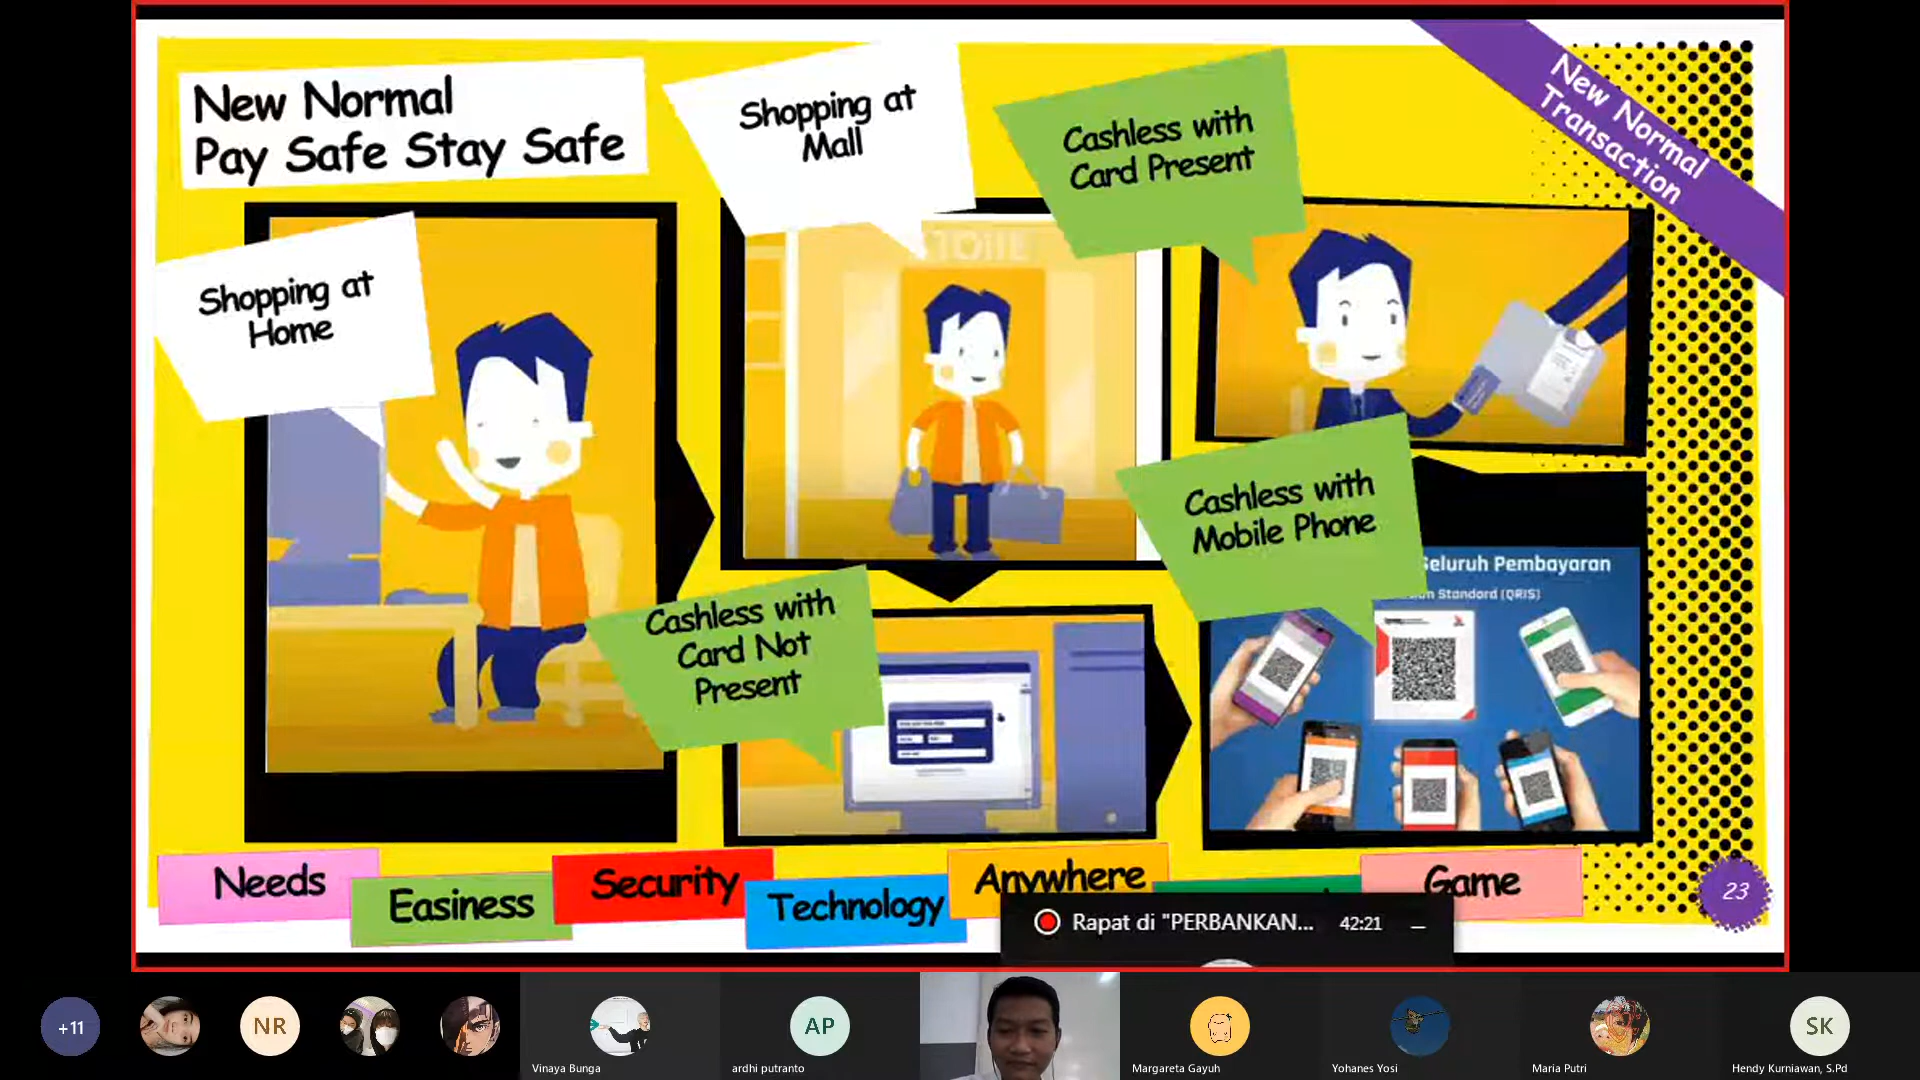 New Normal
Pay Safe Stay Safe
Shopping at
Mall
Cashless with
Card Present
New Normal
Transaction
Shopping at
Home
Cashless with
Mobile Phone
Seluruh Pembayaran
Standard (QRIS)
Cashless with
Card Not
Present
Needs
Easiness
Security
Technology
Anywhere
Game
23
Rapat di "PERBANKAN...
42:21
+11
NR
AP
SK
Vinaya Bunga
ardhi putranto
Margareta Gayuh
Yohanes Yosi
Maria Putri
Hendy Kurniawan, S.Pd